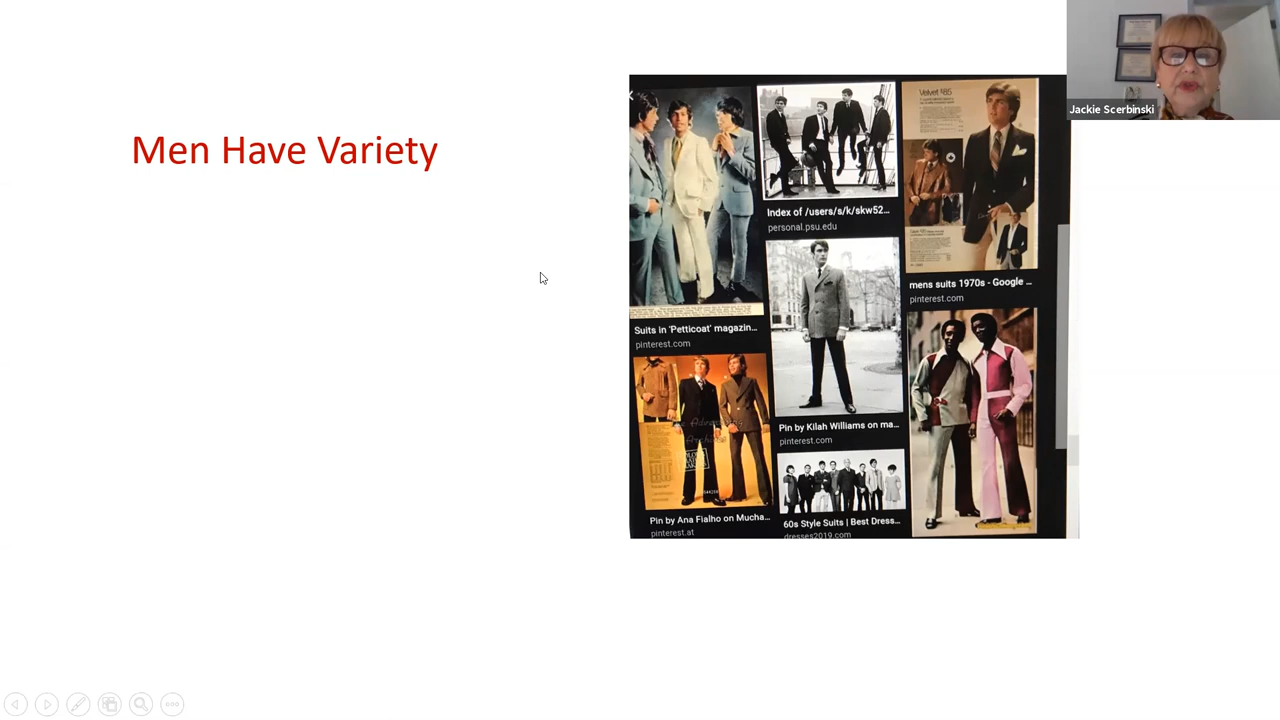 Men Have Variety
Jackie Scerbinski
Suits in 'Petticoat' magazin...
pinterest.com
Pin by Ana Fialho on Mucha...
pinterest.at
Index of /users/s/k/skw52...
personal.psu.edu
Pin by Kilah Williams on ma...
pinterest.com
60s Style Suits | Best Dress...
dresses2019.com
Velvet $85
mens suits 1970s - Google ...
pinterest.com